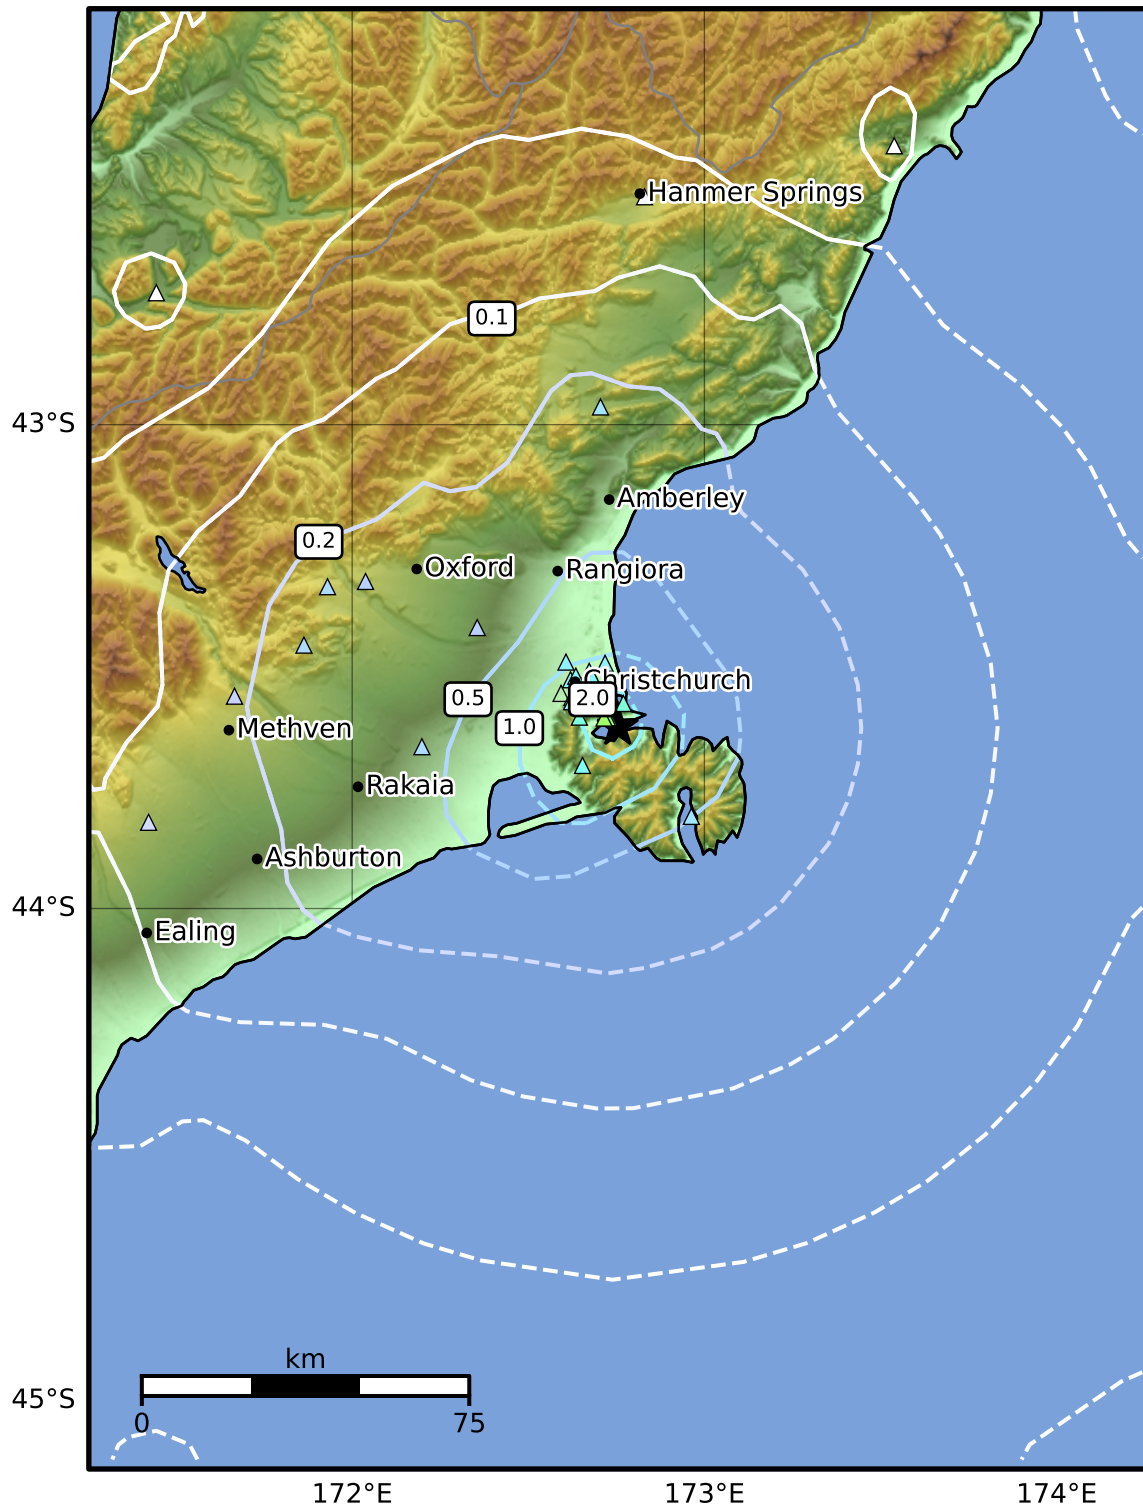 Hanmer Springs
0.1
43°S
Amberley
0.2
Oxford
Rangiora
Christchurch
0.5
2.0
1.0
Methven
Rakaia
Ashburton
44°S
Ealing
km
45°S
0
75
172°E
173°E
174°E